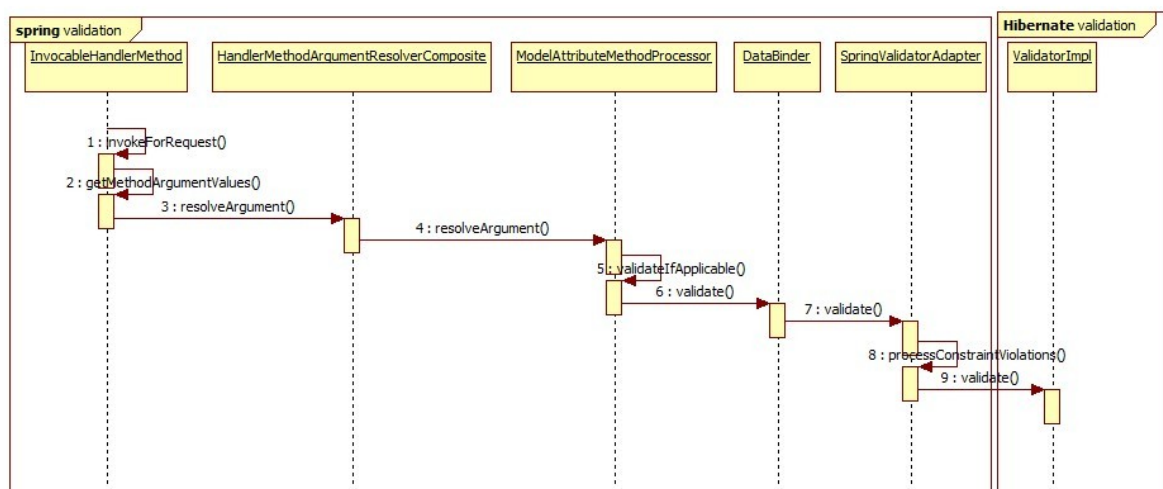 spring validation
Hibernate validation
InvocableHandlerMethod
HandlerMethodArgumentResolverComposite
ModelAttributeMethodProcessor
DataBinder
SpringValidatorAdapter
ValidatorImpl
1 : invokeForRequest()
2 : getMethodArgumentValues()
3 : resolveArgument()
4 : resolveArgument()
5 : validateIfApplicable()
6 : validate()
7 : validate()
8 : processConstraintViolations()
9 : validate()